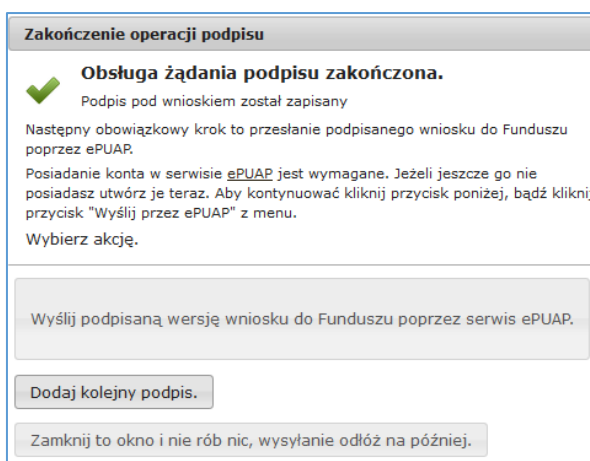 Zakończenie operacji podpisu
Obsługa żądania podpisu zakończona.
Podpis pod wnioskiem został zapisany
Następny obowiązkowy krok to przesłanie podpisanego wniosku do Funduszu
poprzez ePUAP.
Posiadanie konta w serwisie ePUAP jest wymagane. Jeżeli jeszcze go nie
posiadasz utwórz je teraz. Aby kontynuować kliknij przycisk poniżej, bądź kliknij
przycisk "Wyślij przez ePUAP" z menu.
Wybierz akcję.
Wyślij podpisaną wersję wniosku do Funduszu poprzez serwis ePUAP.
Dodaj kolejny podpis.
Zamknij to okno i nie rób nic, wysyłanie odłóż na później.